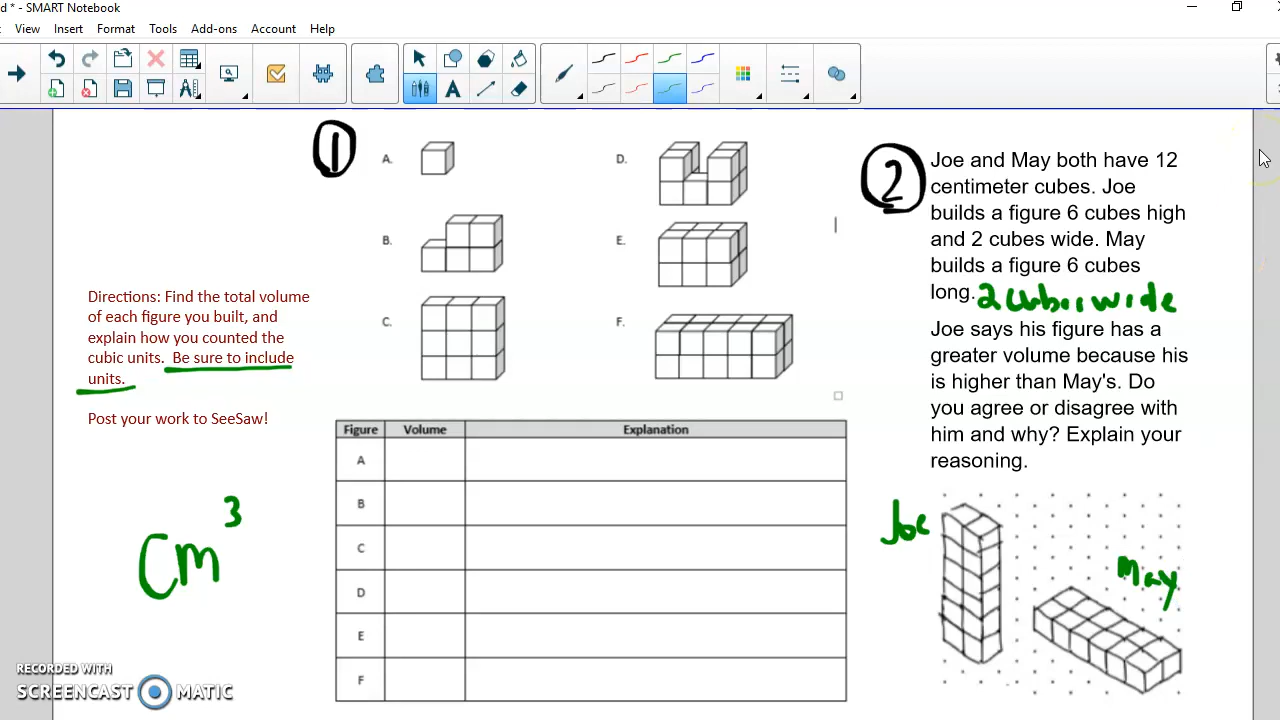 d * - SMART Notebook
View Insert Format Tools Add-ons Account Help
1
A.
B.
C.
D.
E.
F.
Directions: Find the total volume
of each figure you built, and
explain how you counted the
cubic units. Be sure to include
units.
Post your work to SeeSaw!
cm³
Figure Volume Explanation
A
B
C
D
E
F
2
Joe and May both have 12
centimeter cubes. Joe
builds a figure 6 cubes high
and 2 cubes wide. May
builds a figure 6 cubes
long. 2 cubes wide
Joe says his figure has a
greater volume because his
is higher than May's. Do
you agree or disagree with
him and why? Explain your
reasoning.
Joe
May
RECORDED WITH
SCREENCAST MATIC